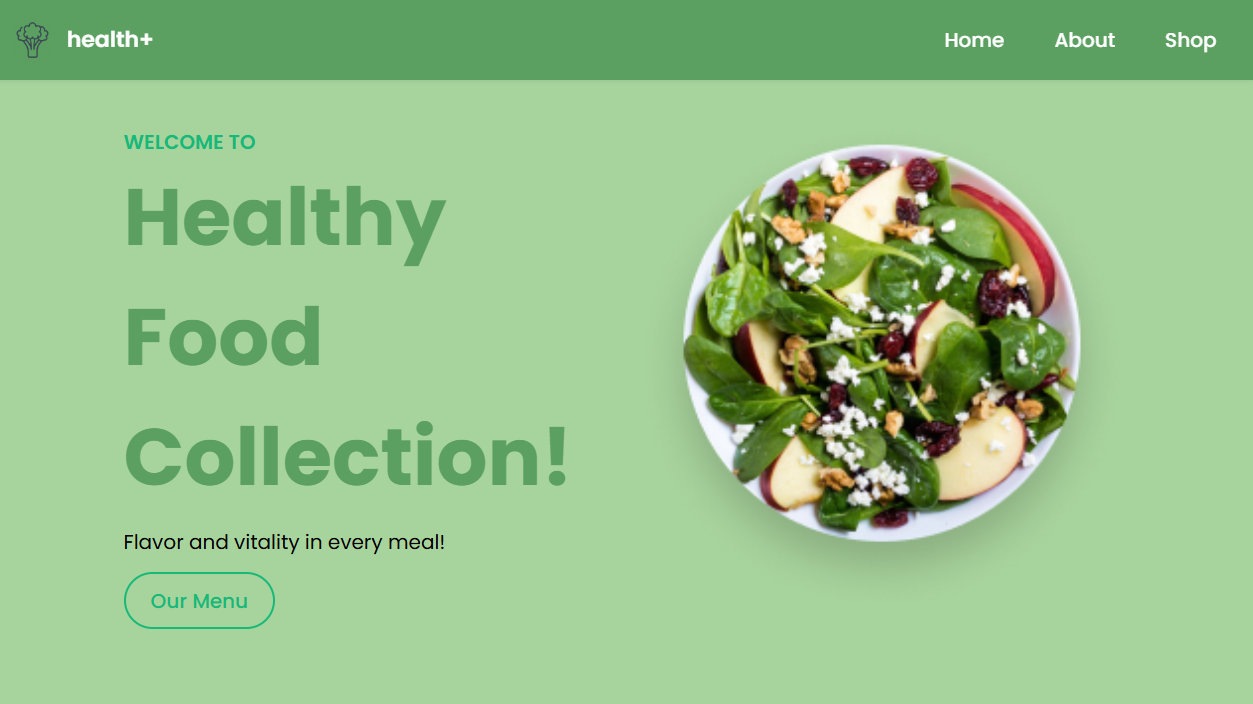 health+
Home About Shop
WELCOME TO
Healthy
Food
Collection!
Flavor and vitality in every meal!
Our Menu